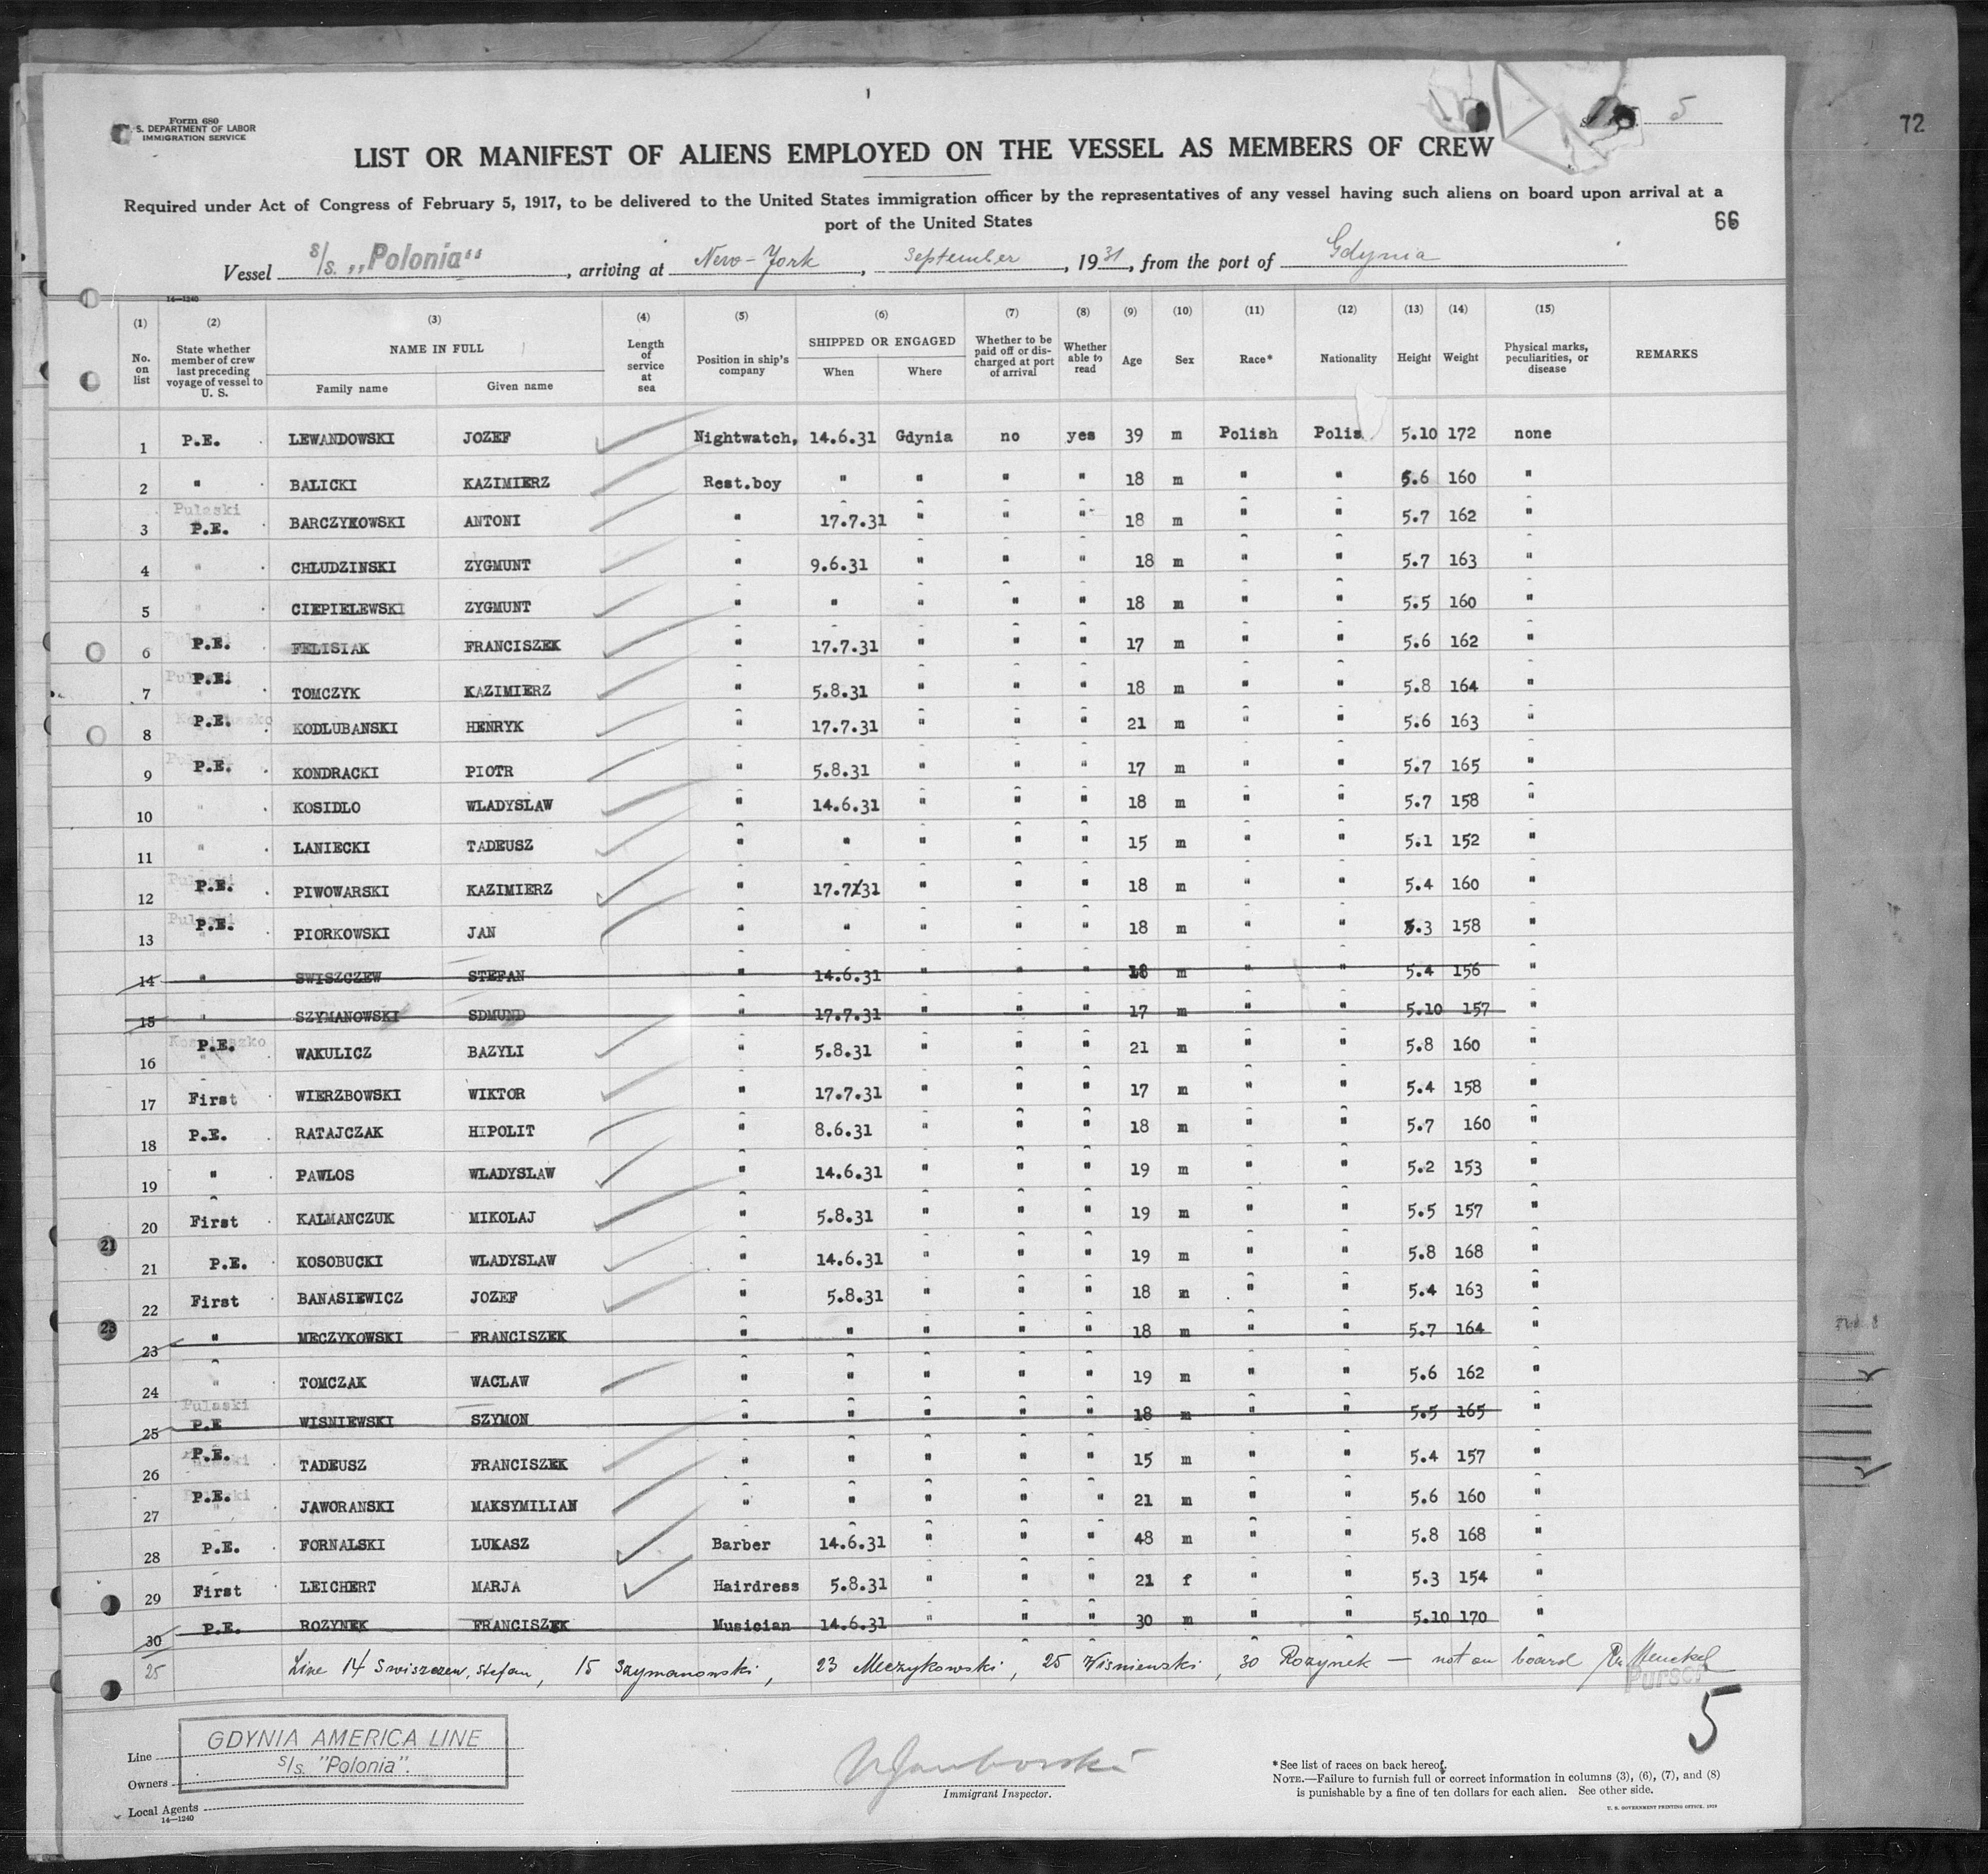 72
Form 680
S. DEPARTMENT OF LABOR
IMMIGRATION SERVICE
5
LIST OR MANIFEST OF ALIENS EMPLOYED ON THE VESSEL AS MEMBERS OF CREW
Required under Act of Congress of February 5, 1917, to be delivered to the United States immigration officer by the representatives of any vessel having such aliens on board upon arrival at a
port of the United States
66
Vessel S/S. „Polonia“, arriving at New-York, September, 1931, from the port of Gdynia
14—1240
(1) (2) (3) (4) (5) (6) (7) (8) (9) (10) (11) (12) (13) (14) (15)
No. on list State whether member of crew last preceding voyage of vessel to U. S. NAME IN FULL Family name Given name Length of service at sea Position in ship's company SHIPPED OR ENGAGED When Where Whether to be paid off or discharged at port of arrival Whether able to read Age Sex Race* Nationality Height Weight Physical marks, peculiarities, or disease REMARKS
1 P.E. LEWANDOWSKI JOZEF Nightwatch, 14.6.31 Gdynia no yes 39 m Polish Polis 5.10 172 none
2 " BALICKI KAZIMIERZ Rest.boy " " " " 18 m " " 5.6 160 "
3 Pulaski P.E. BARCZYKOWSKI ANTONI " 17.7.31 " " " 18 m " " 5.7 162 "
4 " CHLUDZINSKI ZYGMUNT " 9.6.31 " " " 18 m " " 5.7 163 "
5 " CIEPIELEWSKI ZYGMUNT " " " " " 18 m " " 5.5 160 "
6 P.E. FELISIAK FRANCISZEK " 17.7.31 " " " 17 m " " 5.6 162 "
7 P.E. TOMCZYK KAZIMIERZ " 5.8.31 " " " 18 m " " 5.8 164 "
8 P.E. KODLUBANSKI HENRYK " 17.7.31 " " " 21 m " " 5.6 163 "
9 P.E. KONDRACKI PIOTR " 5.8.31 " " " 17 m " " 5.7 165 "
10 " KOSIDLO WLADYSLAW " 14.6.31 " " " 18 m " " 5.7 158 "
11 " LANIECKI TADEUSZ " " " " " 15 m " " 5.1 152 "
12 P.E. PIWOWARSKI KAZIMIERZ " 17.7.31 " " " 18 m " " 5.4 160 "
13 P.E. PIORKOWSKI JAN " " " " " 18 m " " 5.3 158 "
14 " SWISZCZEW STEFAN " 14.6.31 " " " 18 m " " 5.4 156 "
15 " SZYMANOWSKI SDMUND " 17.7.31 " " " 17 m " " 5.10 157 "
16 P.E. WAKULICZ BAZYLI " 5.8.31 " " " 21 m " " 5.8 160 "
17 First WIERZBOWSKI WIKTOR " 17.7.31 " " " 17 m " " 5.4 158 "
18 P.E. RATAJCZAK HIPOLIT " 8.6.31 " " " 18 m " " 5.7 160 "
19 " PAWLOS WLADYSLAW " 14.6.31 " " " 19 m " " 5.2 153 "
20 First KALMANCZUK MIKOLAJ " 5.8.31 " " " 19 m " " 5.5 157 "
21 21 P.E. KOSOBUCKI WLADYSLAW " 14.6.31 " " " 19 m " " 5.8 168 "
22 First BANASIEWICZ JOZEF " 5.8.31 " " " 18 m " " 5.4 163 "
23 23 " MECZYKOWSKI FRANCISZEK " " " " " 18 m " " 5.7 164 "
24 " TOMCZAK WACLAW " " " " " 19 m " " 5.6 162 "
25 Pulaski P.E WISNIEWSKI SZYMON " " " " " 18 m " " 5.5 165 "
26 P.E. TADEUSZ FRANCISZEK " " " " " 15 m " " 5.4 157 "
27 P.E. JAWORANSKI MAKSYMILIAN " " " " " 21 m " " 5.6 160 "
28 P.E. FORNALSKI LUKASZ Barber 14.6.31 " " " 48 m " " 5.8 168 "
29 First LEICHERT MARJA Hairdress 5.8.31 " " " 21 f " " 5.3 154 "
30 P.E. ROZYNEK FRANCISZEK Musician 14.6.31 " " " 30 m " " 5.10 170 "
25 Line 14 Swiszczew, Stefan, 15 Szymanowski, 23 Meczykowski, 25 Wisniewski, 30 Rozynek — not on board
Purser
5
Line GDYNIA AMERICA LINE
S/S. "Polonia".
Owners
Local Agents
14—1240
Immigrant Inspector.
*See list of races on back hereof.
NOTE.—Failure to furnish full or correct information in columns (3), (6), (7), and (8)
is punishable by a fine of ten dollars for each alien. See other side.
U. S. GOVERNMENT PRINTING OFFICE. 1929